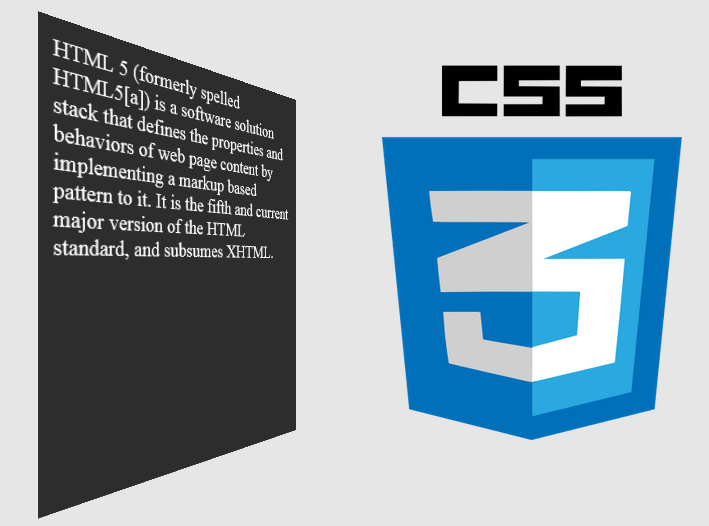 HTML 5 (formerly spelled
HTML5[a]) is a software solution
stack that defines the properties and
behaviors of web page content by
implementing a markup based
pattern to it. It is the fifth and current
major version of the HTML
standard, and subsumes XHTML.
CSS
3